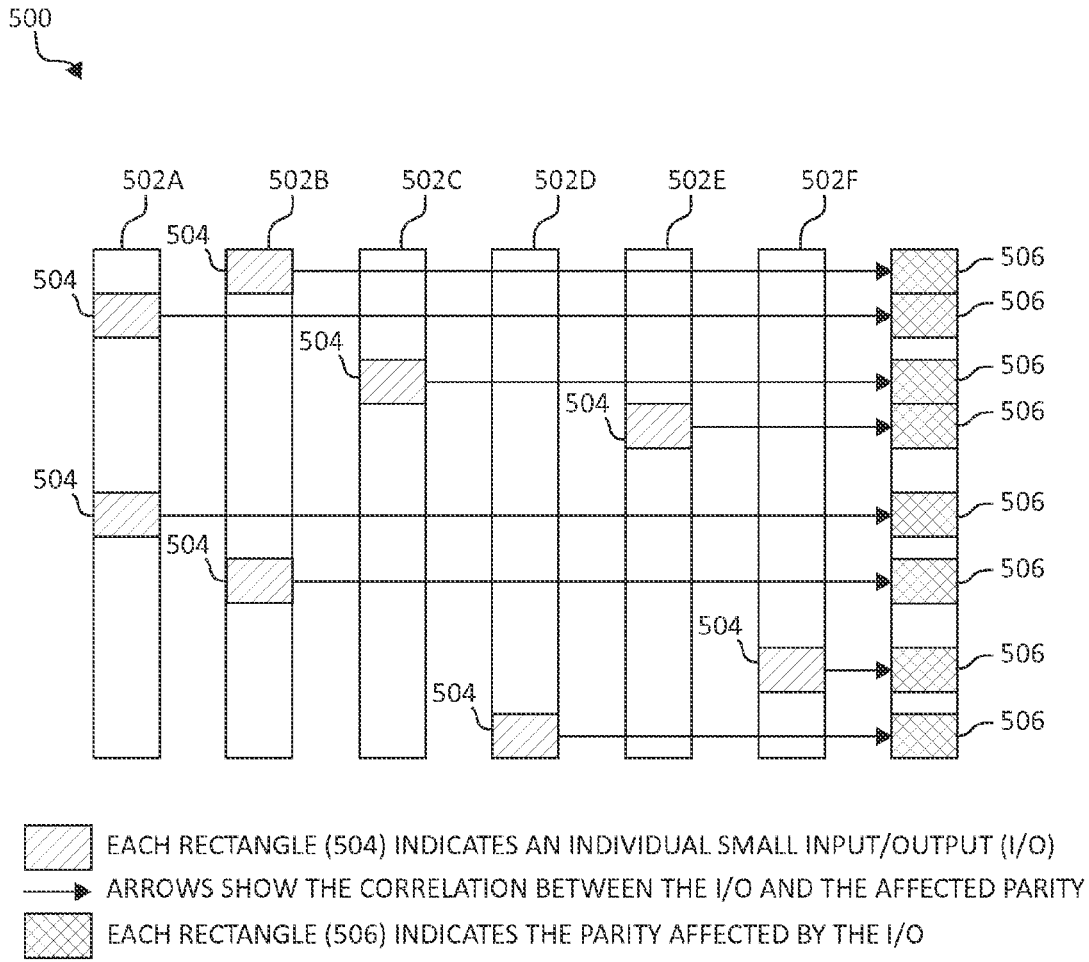 500
502A 502B 502C 502D 502E 502F
504 506
504 506
504 506
504 506
504 506
504 506
504 506
504 506
EACH RECTANGLE (504) INDICATES AN INDIVIDUAL SMALL INPUT/OUTPUT (I/O)
ARROWS SHOW THE CORRELATION BETWEEN THE I/O AND THE AFFECTED PARITY
EACH RECTANGLE (506) INDICATES THE PARITY AFFECTED BY THE I/O